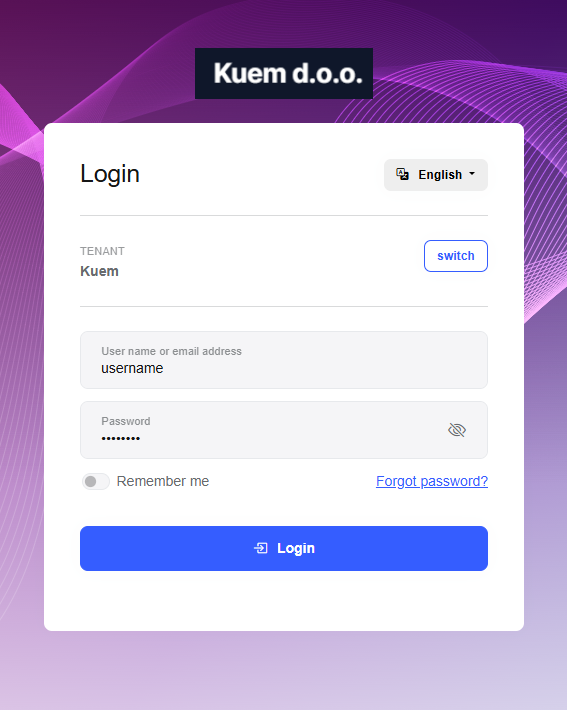 Kuem d.o.o.
Login
English
TENANT
Kuem
switch
User name or email address
username
Password
••••••••
Remember me
Forgot password?
Login